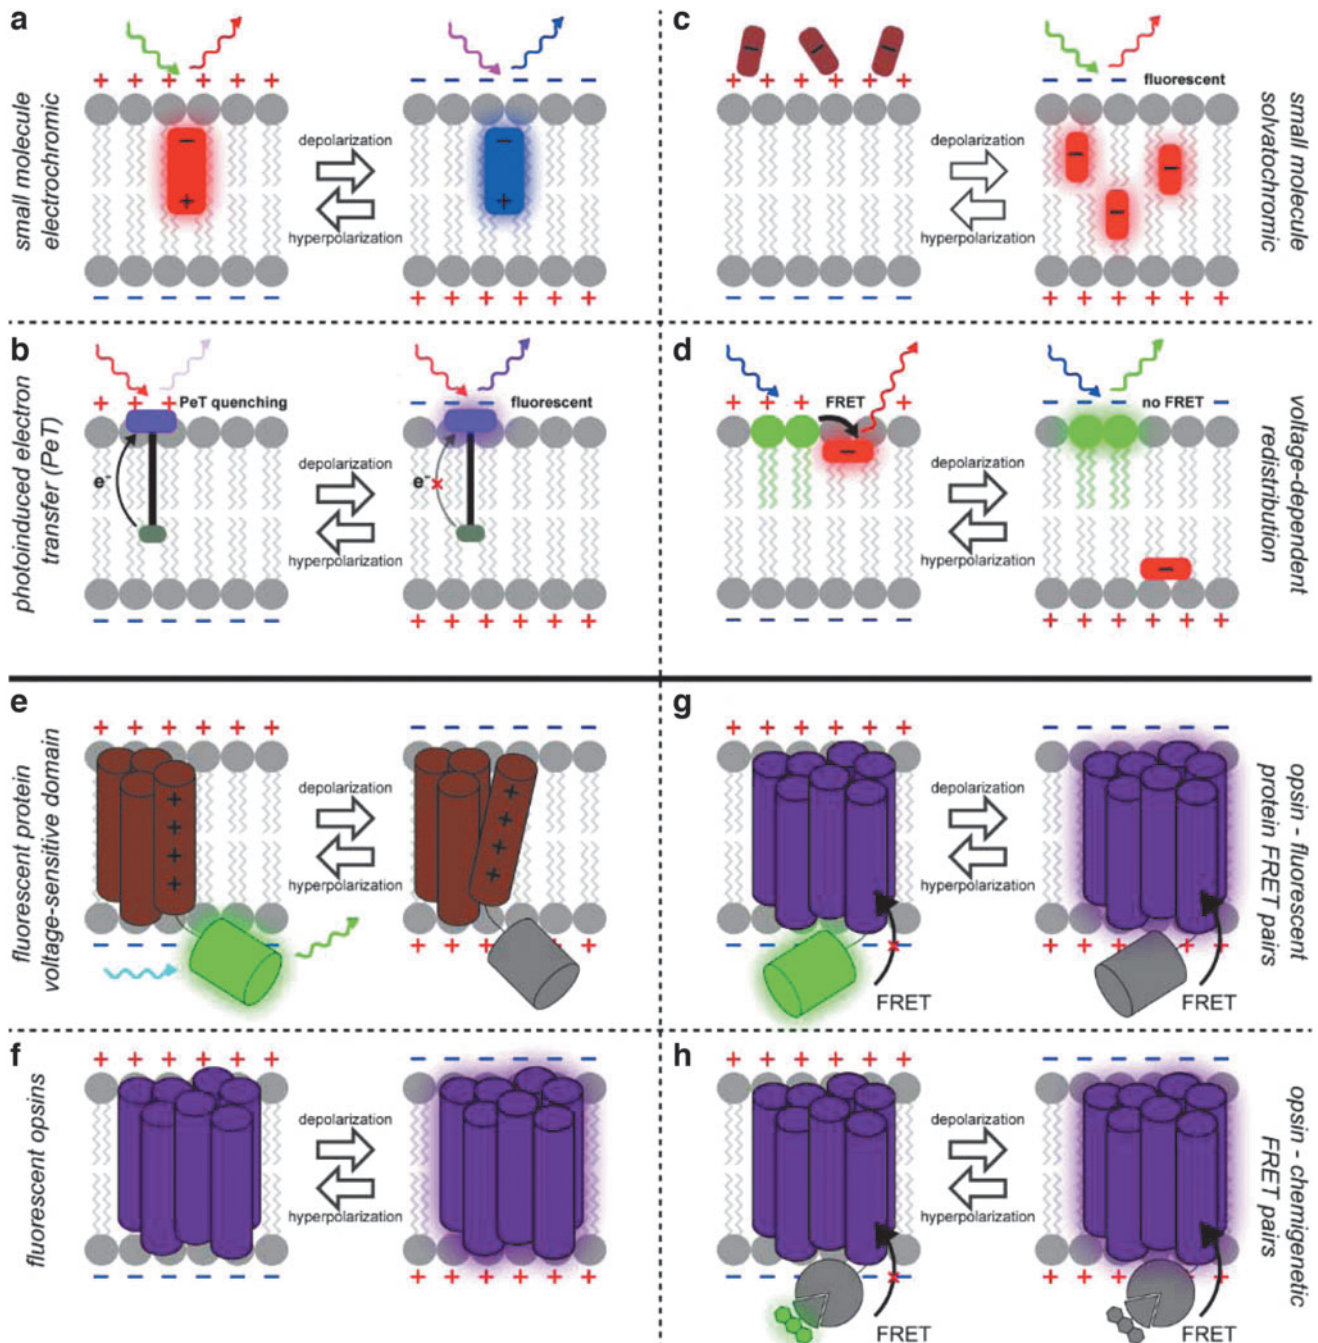 a
small molecule
electrochromic
+ + + + + +
−
+
− − − − − −
depolarization
hyperpolarization
− − − − − −
−
+
+ + + + + +
c
− − −
+ + + + + +
− − − − − −
depolarization
hyperpolarization
− − − fluorescent
− − −
+ + + + + +
small molecule
solvatochromic
b
photoinduced electron
transfer (PeT)
+ + + PeT quenching
e-
− − − − − −
depolarization
hyperpolarization
− − − fluorescent
e- x
+ + + + + +
d
+ + + FRET +
−
− − − − − −
depolarization
hyperpolarization
− − − no FRET −
−
+ + + + + +
voltage-dependent
redistribution
e
fluorescent protein
voltage-sensitive domain
+ + + + + +
+
+
+
+
− − −
depolarization
hyperpolarization
− − − − − −
+
+
+
+
+ + + +
g
+ + + + + +
− − x −
FRET
depolarization
hyperpolarization
− − − − − −
+ + + +
FRET
opsin - fluorescent
protein FRET pairs
f
fluorescent opsins
+ + + + + +
− − − − − −
depolarization
hyperpolarization
− − − − − −
+ + + + + +
h
+ + + + + +
− − − − x −
FRET
depolarization
hyperpolarization
− − − − − −
+ + + + +
FRET
opsin - chemigenetic
FRET pairs